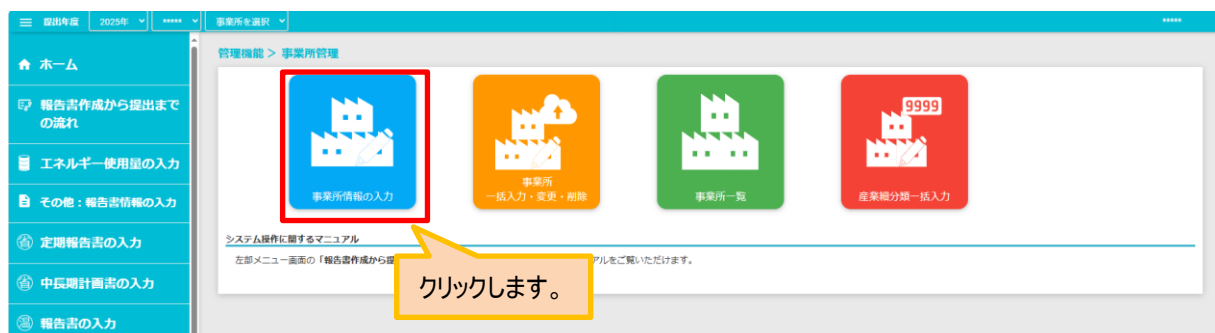 提出年度 2025年 ***** 事業所を選択 *****
管理機能 > 事業所管理
ホーム
報告書作成から提出まで
の流れ
エネルギー使用量の入力
その他：報告書情報の入力
定期報告書の入力
中長期計画書の入力
報告書の入力
事業所情報の入力
事業所
一括入力・変更・削除
事業所一覧
9999
産業細分類一括入力
システム操作に関するマニュアル
左部メニュー画面の「報告書作成から提
アルをご覧いただけます。
クリックします。